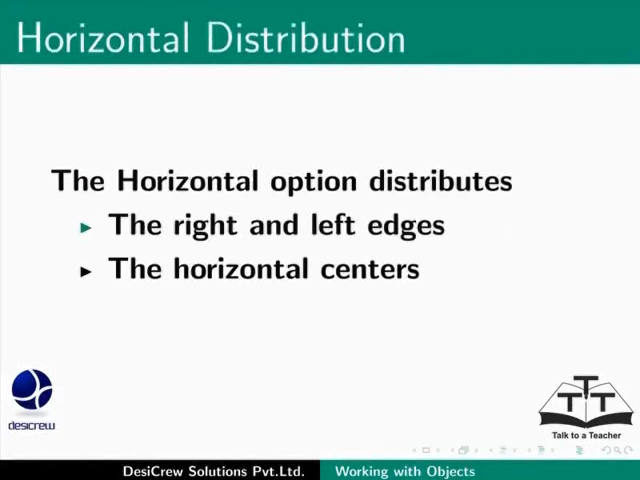 Horizontal Distribution
The Horizontal option distributes
The right and left edges
The horizontal centers
desicrew
TTT
Talk to a Teacher
DesiCrew Solutions Pvt.Ltd. Working with Objects